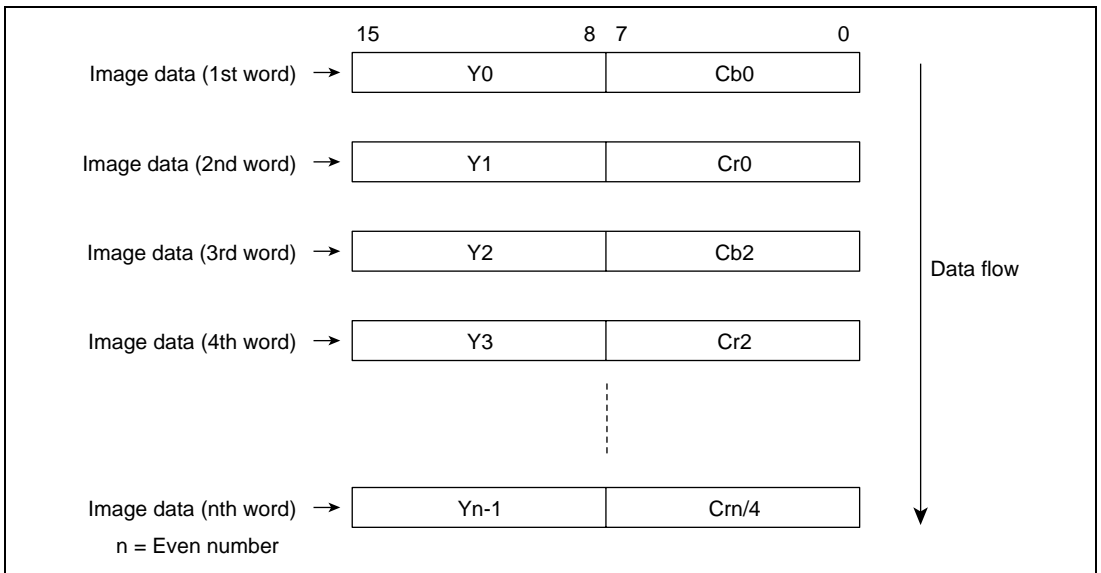 15 8 7 0
Image data (1st word) → Y0 Cb0
Image data (2nd word) → Y1 Cr0
Image data (3rd word) → Y2 Cb2
Data flow
Image data (4th word) → Y3 Cr2
Image data (nth word) → Yn-1 Crn/4
n = Even number